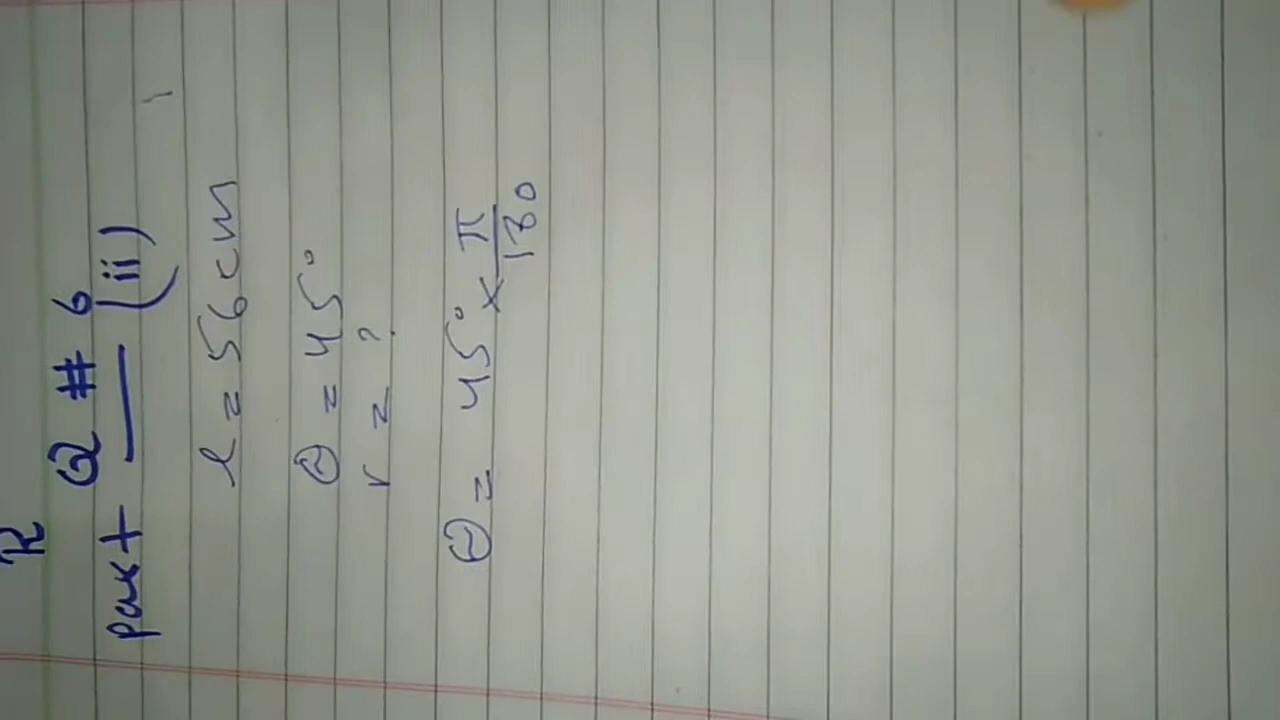 Q # 6
part — (ii)
l = 56cm
θ = 45°
r = ?
θ = 45° × π/180